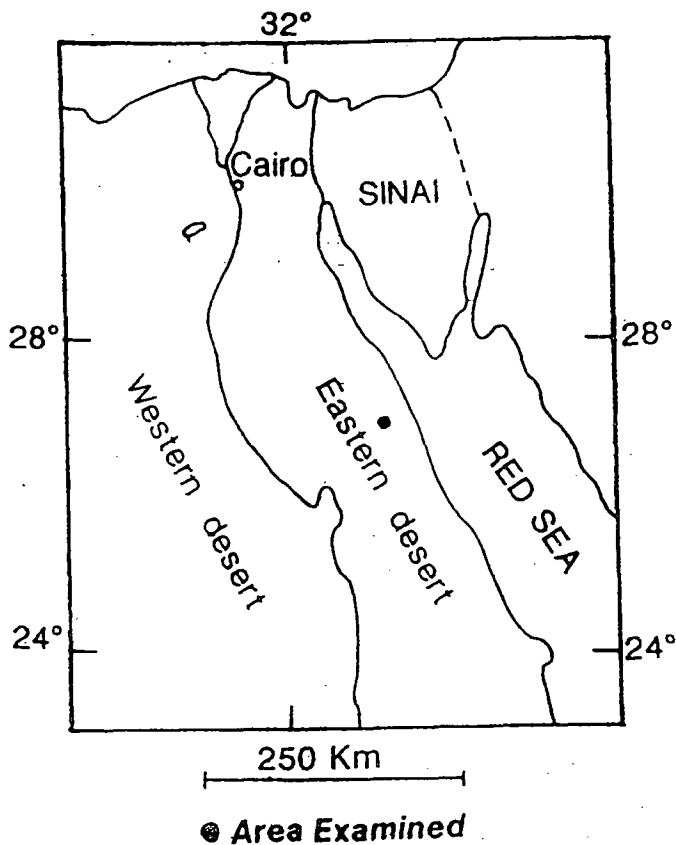 32°
Cairo
SINAI
28°
28°
Western desert
Eastern desert
RED SEA
24°
24°
250 Km
Area Examined